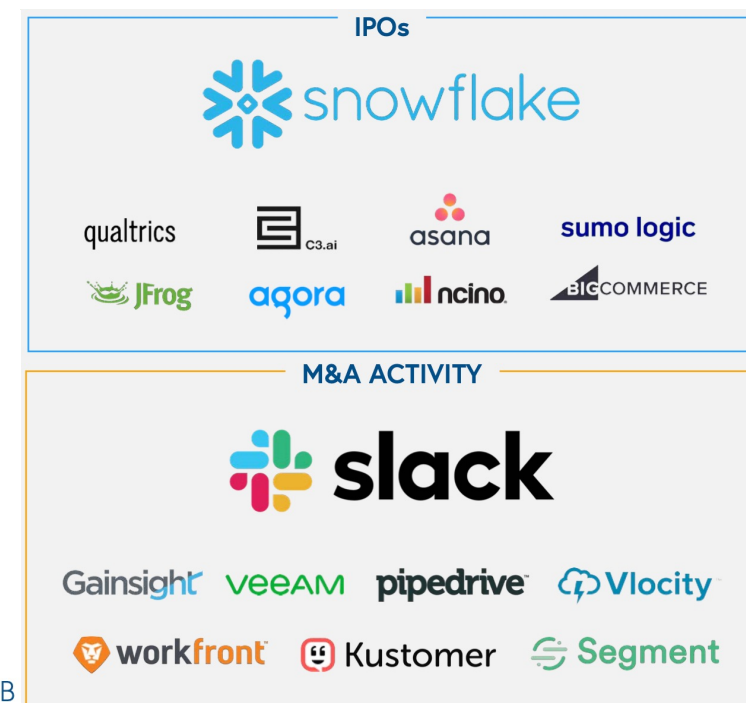 IPOs
snowflake
qualtrics C3.ai asana sumo logic
JFrog agora ncino. BIGCOMMERCE
M&A ACTIVITY
slack
Gainsight veeam pipedrive Vlocity
workfront Kustomer Segment
B